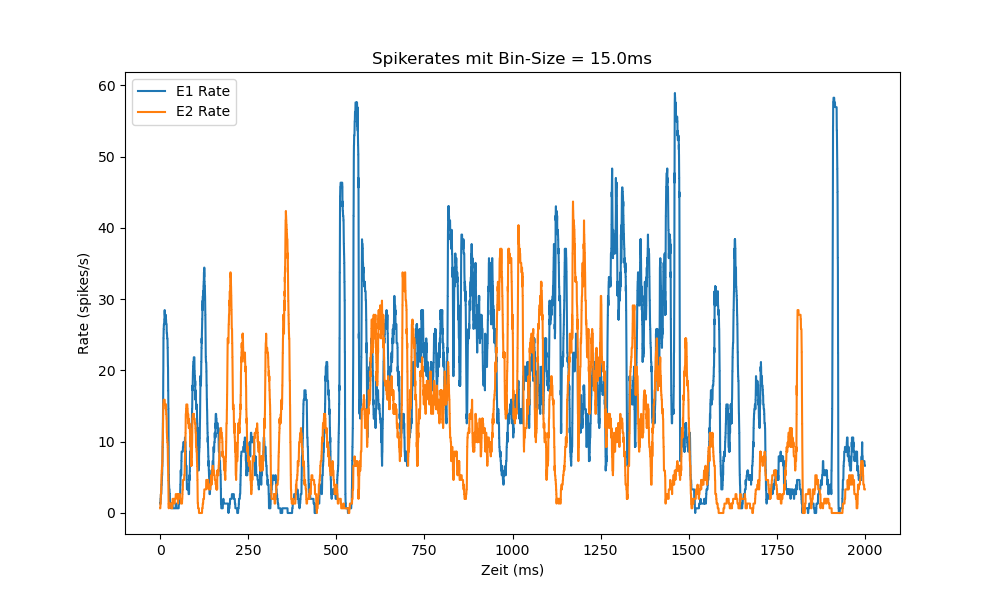 Spikerates mit Bin-Size = 15.0ms
E1 Rate
E2 Rate
Rate (spikes/s)
60
50
40
30
20
10
0
0 250 500 750 1000 1250 1500 1750 2000
Zeit (ms)